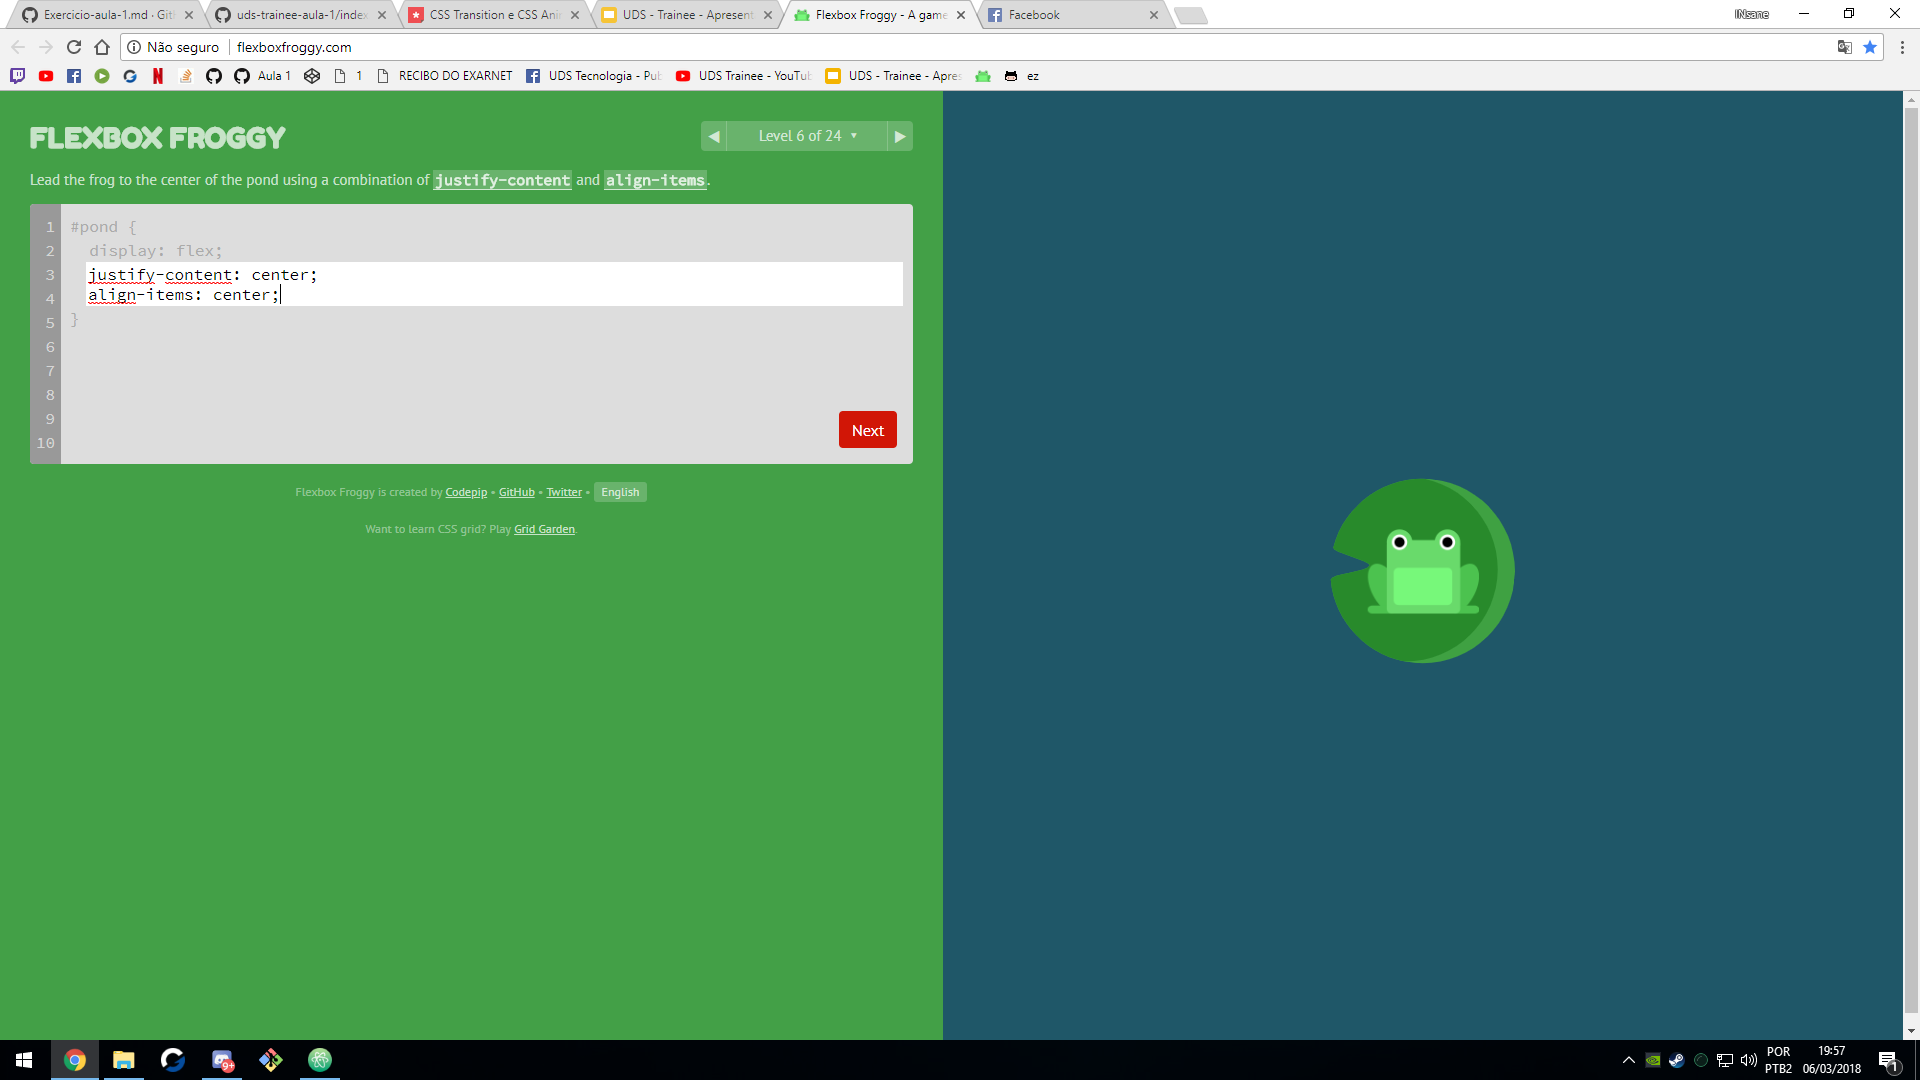 Exercicio-aula-1.md · Git
uds-trainee-aula-1/index
CSS Transition e CSS Ani
UDS - Trainee - Apresent
Flexbox Froggy - A game
Facebook
INsane
Não seguro
flexboxfroggy.com
Aula 1
1
RECIBO DO EXARNET
UDS Tecnologia - Pub
UDS Trainee - YouTub
UDS - Trainee - Apres
ez
FLEXBOX FROGGY
◀ Level 6 of 24 ▼ ▶
Lead the frog to the center of the pond using a combination of justify-content and align-items.
1 #pond {
2 display: flex;
3 justify-content: center;
4 align-items: center;
5 }
6
7
8
9
10
Next
Flexbox Froggy is created by Codepip • GitHub • Twitter • English
Want to learn CSS grid? Play Grid Garden.
9+
POR
PTB2
19:57
06/03/2018
1